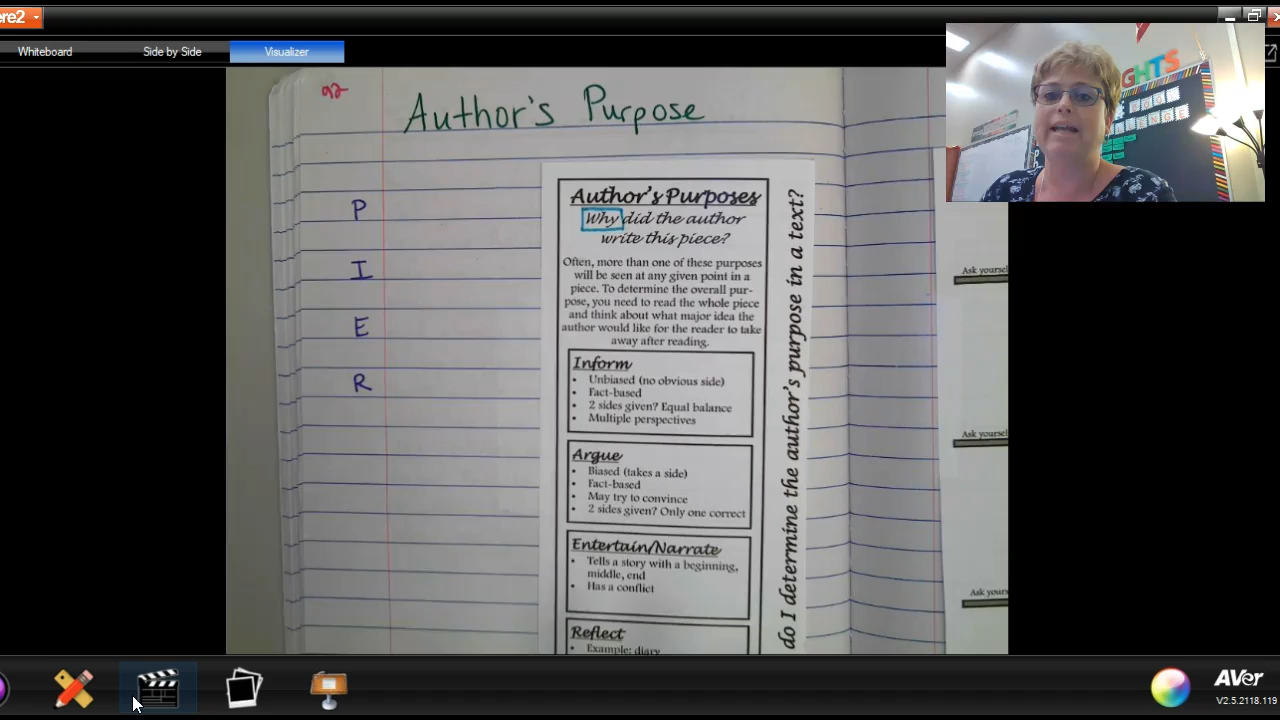 ere2
Whiteboard
Side by Side
Visualizer
92
Author's Purpose
P
I
E
R
Author's Purposes
Why did the author
write this piece?
Often, more than one of these purposes
will be seen at any given point in a
piece. To determine the overall pur-
pose, you need to read the whole piece
and think about what major idea the
author would like for the reader to take
away after reading.
Inform
• Unbiased (no obvious side)
• Fact-based
• 2 sides given? Equal balance
• Multiple perspectives
Argue
• Biased (takes a side)
• Fact-based
• May try to convince
• 2 sides given? Only one correct
Entertain/Narrate
• Tells a story with a beginning,
middle, end
• Has a conflict
Reflect
• Example: diary
do I determine the author's purpose in a text?
Ask yoursel
Ask yoursel
Ask yours
GHTS
AVer
V2.5.2118.119